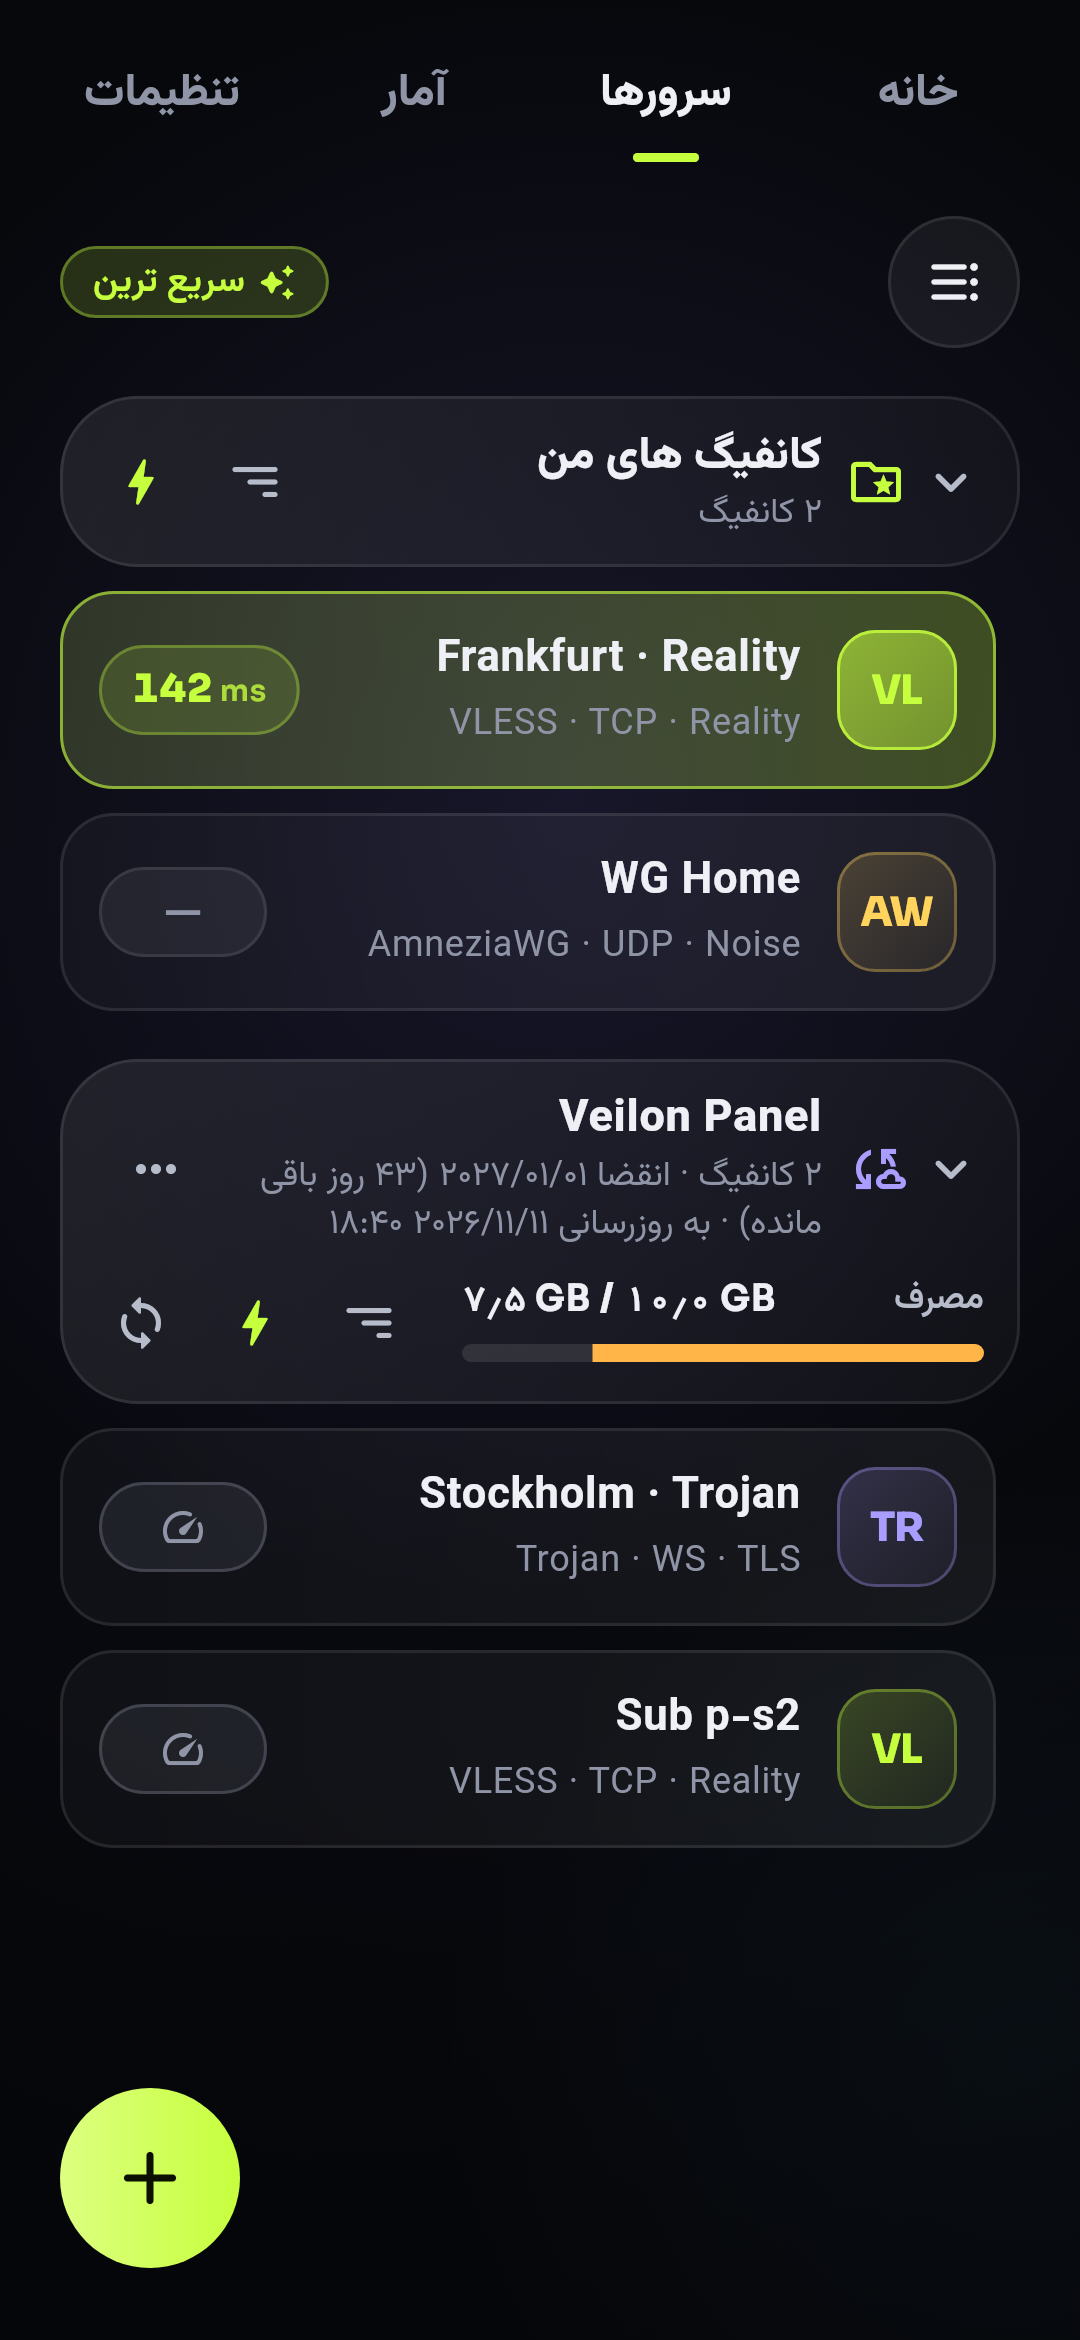 خانه
سرورها
آمار
تنظیمات
سریع ترین
کانفیگ های من
۲ کانفیگ
VL
Frankfurt · Reality
VLESS · TCP · Reality
142 ms
AW
WG Home
AmneziaWG · UDP · Noise
—
Veilon Panel
۲ کانفیگ · انقضا ۲۰۲۷/۰۱/۰۱ (۴۳ روز باقی
مانده) · به روزرسانی ۲۰۲۶/۱۱/۱۱ ۱۸:۴۰
مصرف
۷٫۵ GB / ۱۰٫۰ GB
TR
Stockholm · Trojan
Trojan · WS · TLS
VL
Sub p-s2
VLESS · TCP · Reality